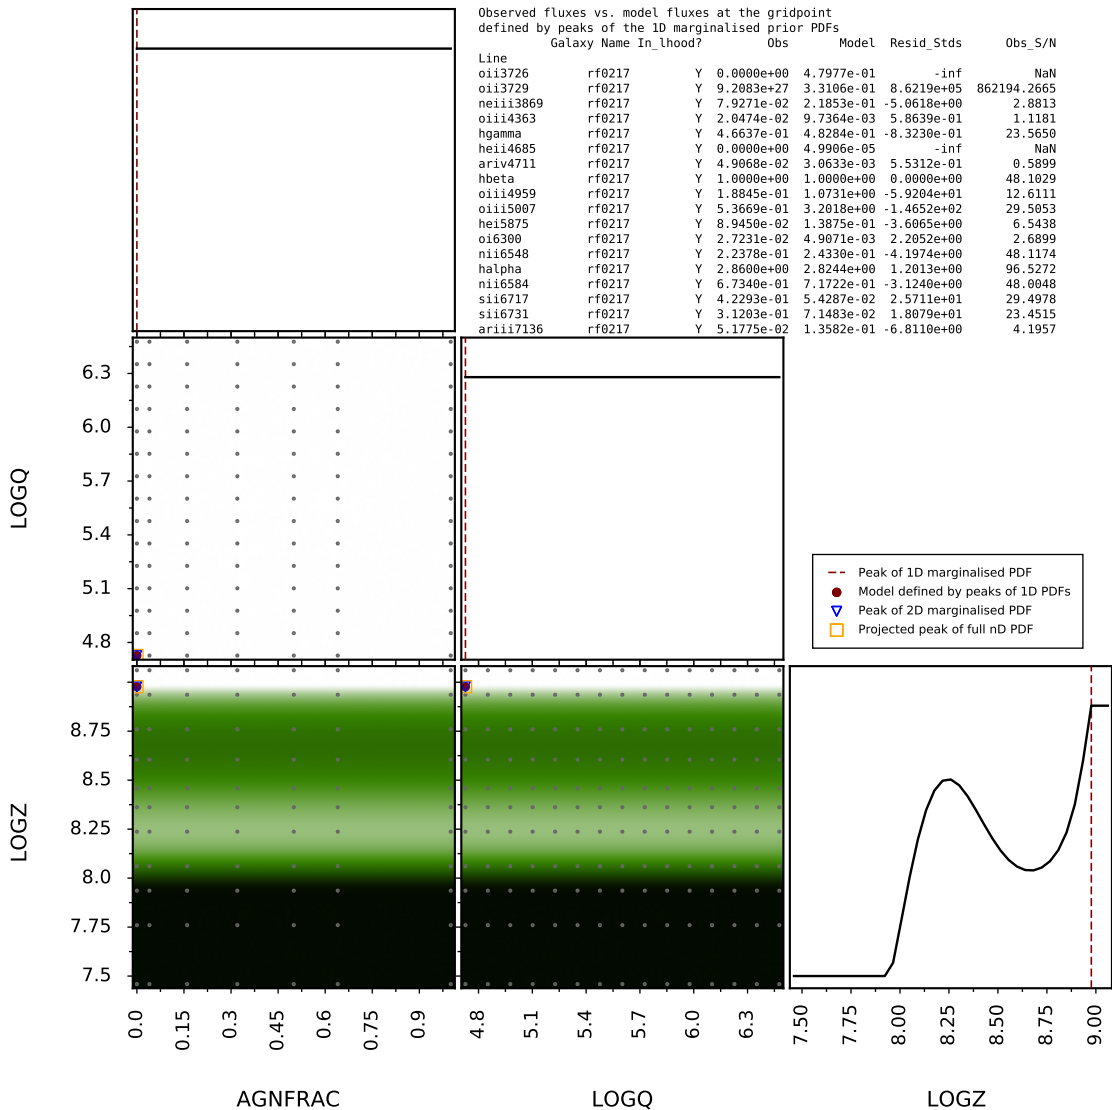 Observed fluxes vs. model fluxes at the gridpoint
defined by peaks of the 1D marginalised prior PDFs
Galaxy Name In_lhood? Obs Model Resid_Stds Obs_S/N
Line
oii3726 rf0217 Y 0.0000e+00 4.7977e-01 -inf NaN
oii3729 rf0217 Y 9.2083e+27 3.3106e-01 8.6219e+05 862194.2665
neiii3869 rf0217 Y 7.9271e-02 2.1853e-01 -5.0618e+00 2.8813
oiii4363 rf0217 Y 2.0474e-02 9.7364e-03 5.8639e-01 1.1181
hgamma rf0217 Y 4.6637e-01 4.8284e-01 -8.3230e-01 23.5650
heii4685 rf0217 Y 0.0000e+00 4.9906e-05 -inf NaN
ariv4711 rf0217 Y 4.9068e-02 3.0633e-03 5.5312e-01 0.5899
hbeta rf0217 Y 1.0000e+00 1.0000e+00 0.0000e+00 48.1029
oiii4959 rf0217 Y 1.8845e-01 1.0731e+00 -5.9204e+01 12.6111
oiii5007 rf0217 Y 5.3669e-01 3.2018e+00 -1.4652e+02 29.5053
hei5875 rf0217 Y 8.9450e-02 1.3875e-01 -3.6065e+00 6.5438
oi6300 rf0217 Y 2.7231e-02 4.9071e-03 2.2052e+00 2.6899
nii6548 rf0217 Y 2.2378e-01 2.4330e-01 -4.1974e+00 48.1174
halpha rf0217 Y 2.8600e+00 2.8244e+00 1.2013e+00 96.5272
nii6584 rf0217 Y 6.7340e-01 7.1722e-01 -3.1240e+00 48.0048
sii6717 rf0217 Y 4.2293e-01 5.4287e-02 2.5711e+01 29.4978
sii6731 rf0217 Y 3.1203e-01 7.1483e-02 1.8079e+01 23.4515
ariii7136 rf0217 Y 5.1775e-02 1.3582e-01 -6.8110e+00 4.1957
LOGQ
6.3
6.0
5.7
5.4
5.1
4.8
Peak of 1D marginalised PDF
Model defined by peaks of 1D PDFs
Peak of 2D marginalised PDF
Projected peak of full nD PDF
LOGZ
8.75
8.5
8.25
8.0
7.75
7.5
0.0 0.15 0.3 0.45 0.6 0.75 0.9
4.8 5.1 5.4 5.7 6.0 6.3
7.50 7.75 8.00 8.25 8.50 8.75 9.00
AGNFRAC LOGQ LOGZ